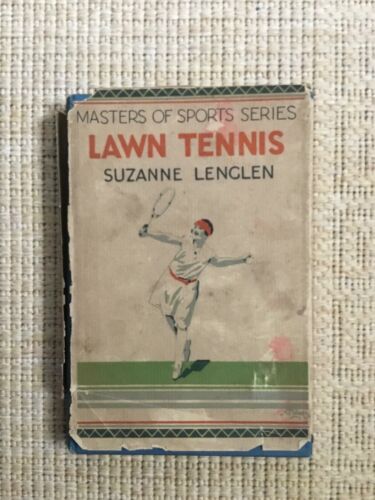 MASTERS OF SPORTS SERIES
LAWN TENNIS
SUZANNE LENGLEN